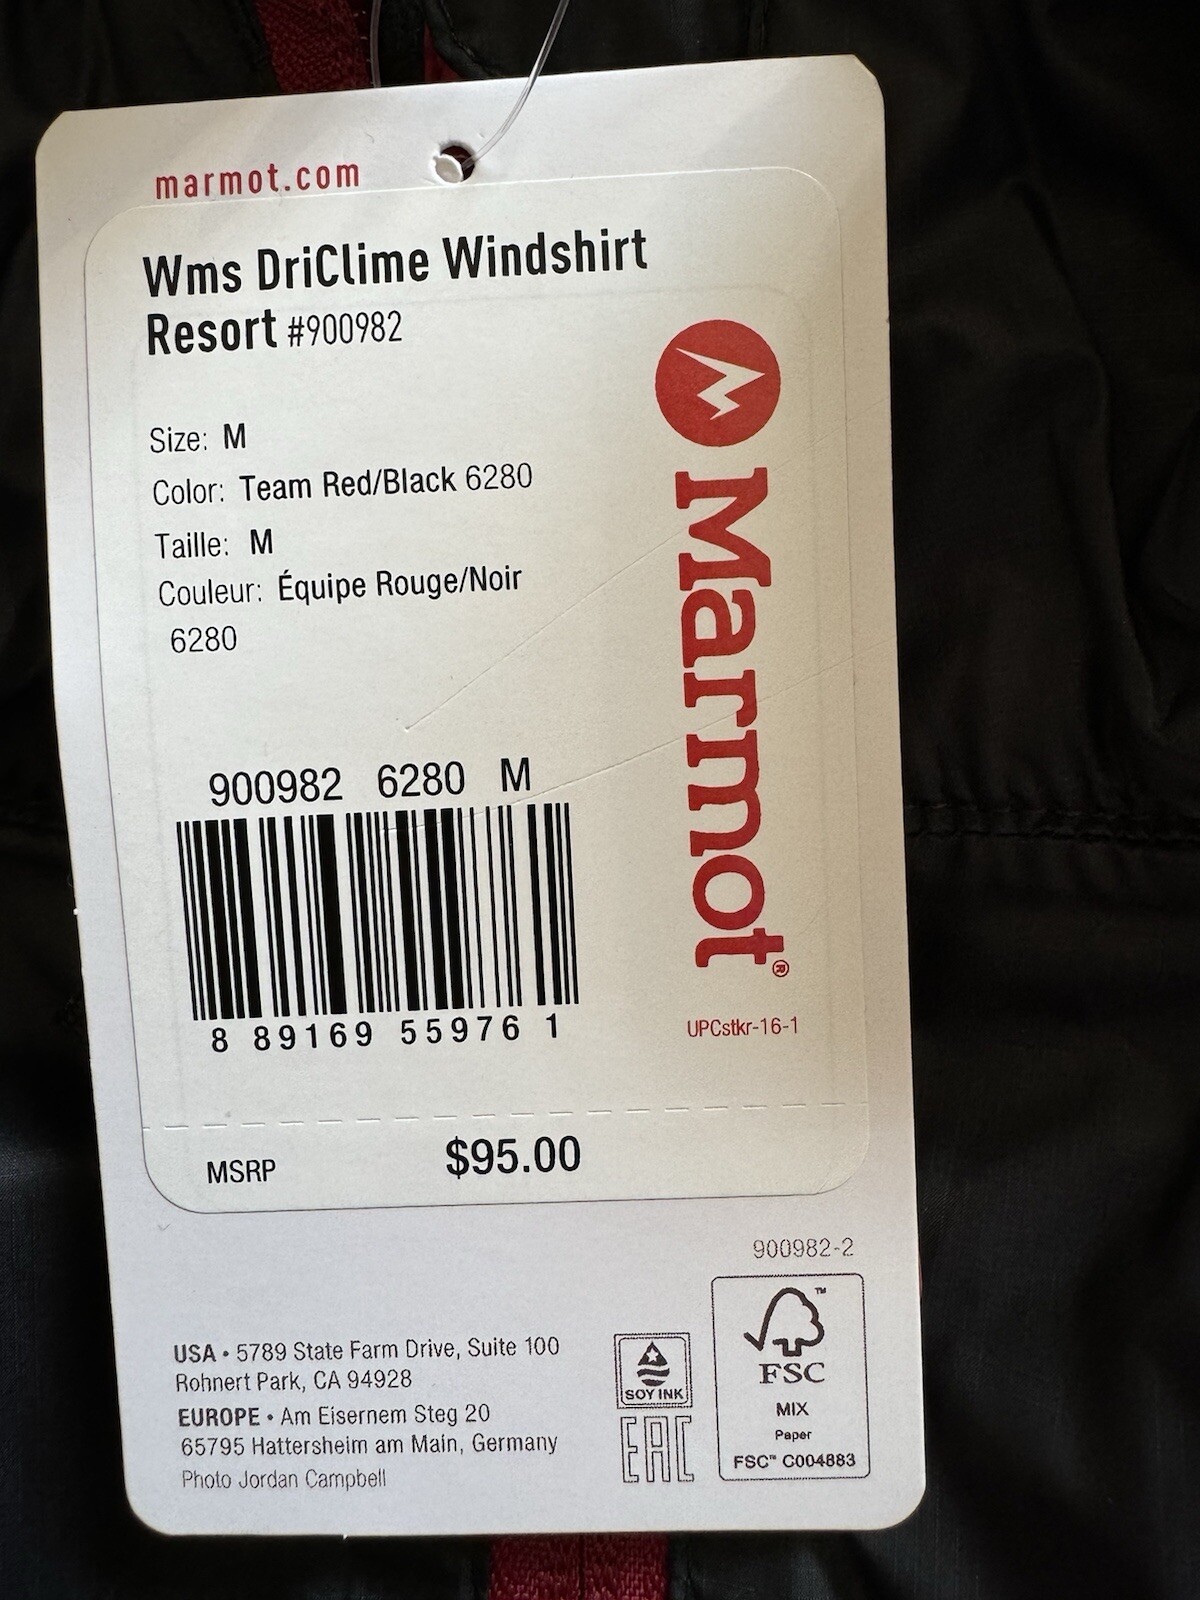 marmot.com
Wms DriClime Windshirt
Resort #900982
Size: M
Color: Team Red/Black 6280
Taille: M
Couleur: Équipe Rouge/Noir
6280
900982 6280 M
8 89169 55976 1
Marmot®
UPCstkr-16-1
MSRP $95.00
900982-2
USA • 5789 State Farm Drive, Suite 100
Rohnert Park, CA 94928
EUROPE • Am Eisernem Steg 20
65795 Hattersheim am Main, Germany
Photo Jordan Campbell
SOY INK
EAC
™
FSC
MIX
Paper
FSC™ C004883